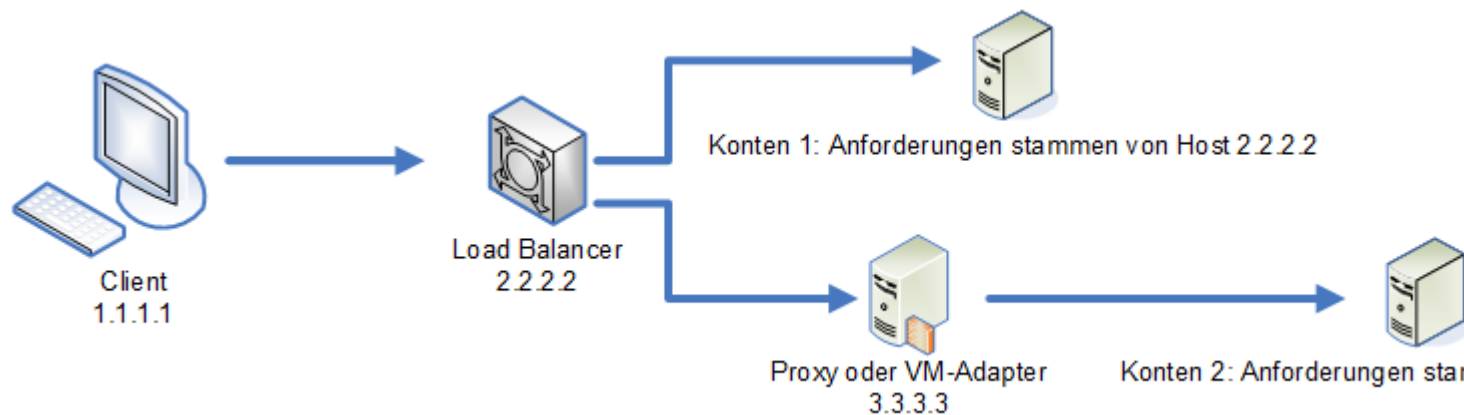 Konten 1: Anforderungen stammen von Host 2.2.2.2
Load Balancer
2.2.2.2
Client
1.1.1.1
Proxy oder VM-Adapter
3.3.3.3
Konten 2: Anforderungen